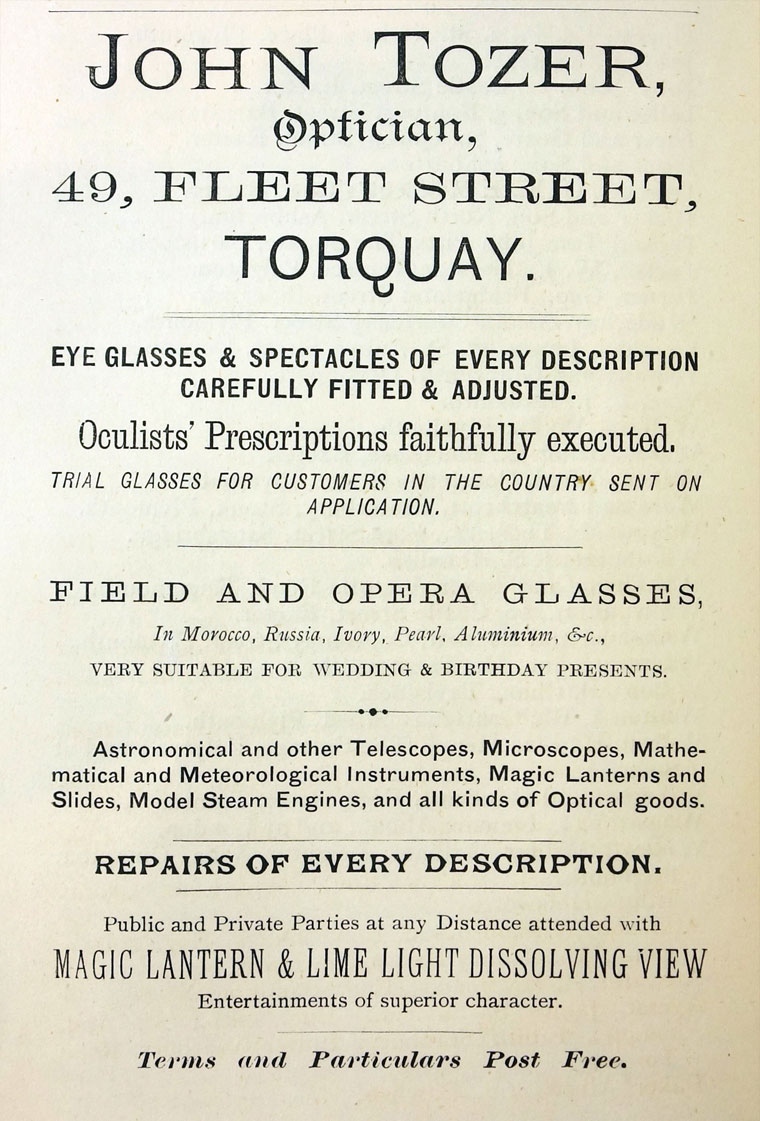 JOHN TOZER,
Optician,
49, FLEET STREET,
TORQUAY.
EYE GLASSES & SPECTACLES OF EVERY DESCRIPTION
CAREFULLY FITTED & ADJUSTED.
Oculists' Prescriptions faithfully executed.
TRIAL GLASSES FOR CUSTOMERS IN THE COUNTRY SENT ON
APPLICATION.
FIELD AND OPERA GLASSES,
In Morocco, Russia, Ivory, Pearl, Aluminium, &c.,
VERY SUITABLE FOR WEDDING & BIRTHDAY PRESENTS.
Astronomical and other Telescopes, Microscopes, Mathe-
matical and Meteorological Instruments, Magic Lanterns and
Slides, Model Steam Engines, and all kinds of Optical goods.
REPAIRS OF EVERY DESCRIPTION.
Public and Private Parties at any Distance attended with
MAGIC LANTERN & LIME LIGHT DISSOLVING VIEW
Entertainments of superior character.
Terms and Particulars Post Free.